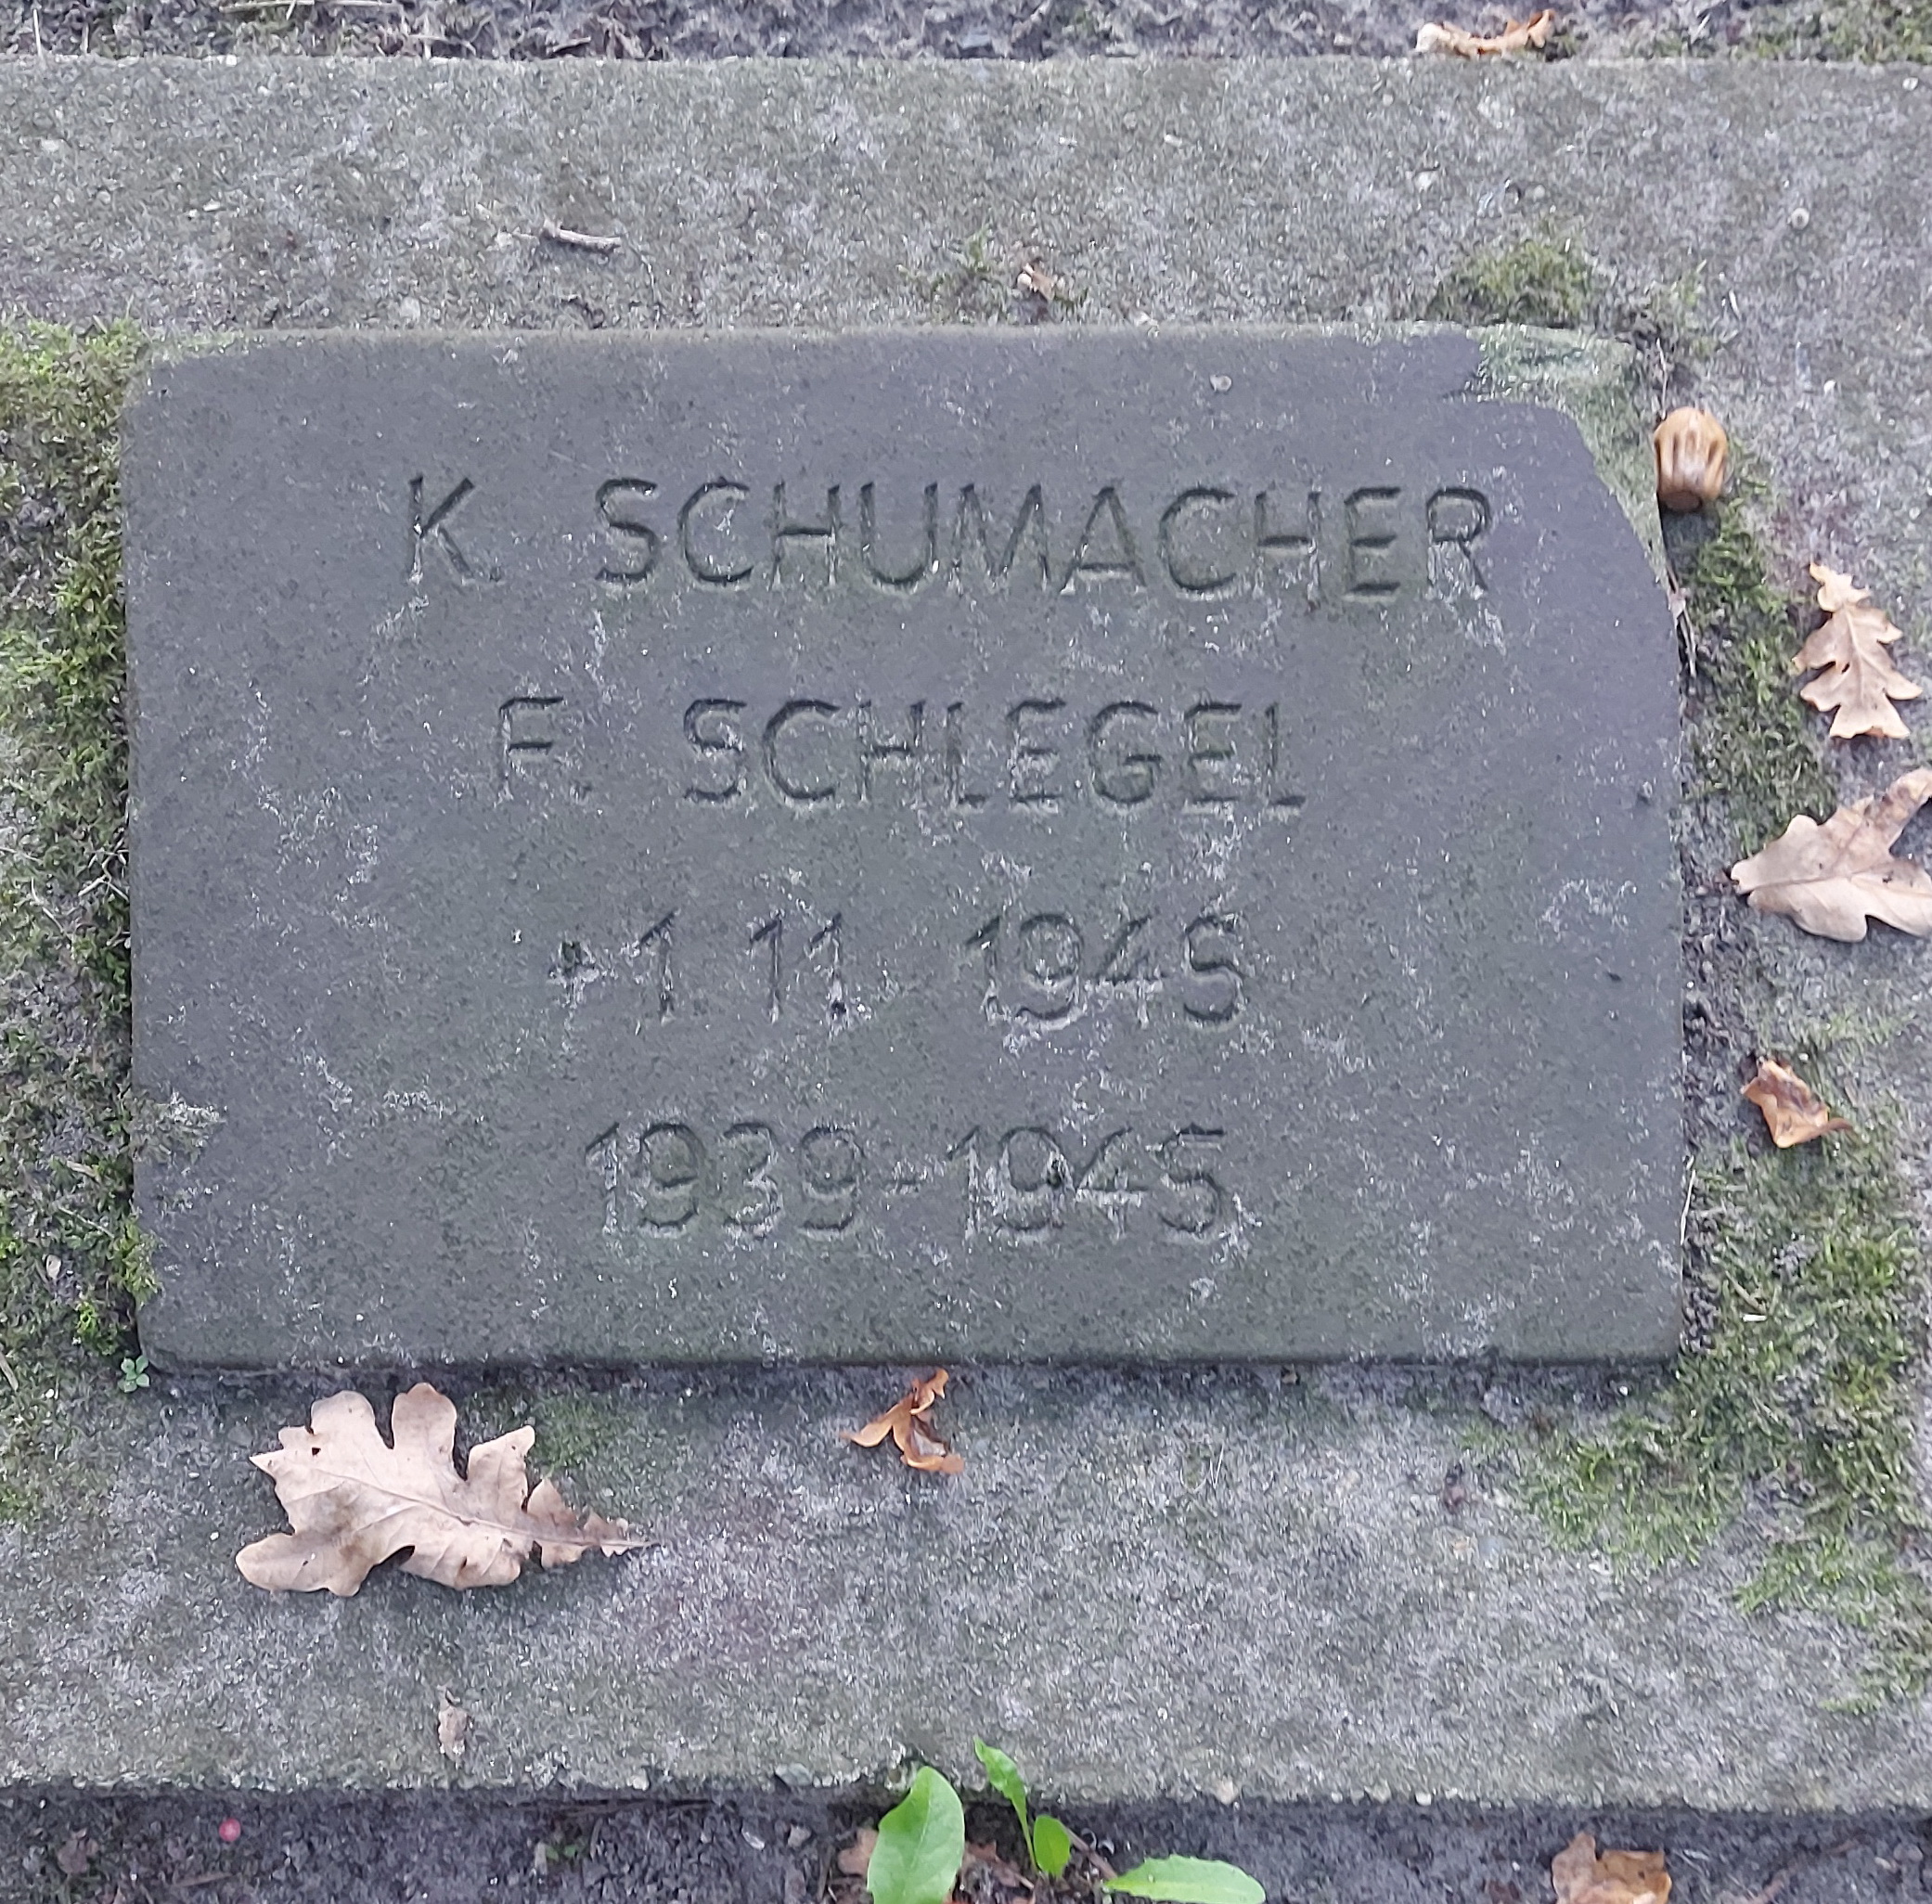 K. SCHUMACHER
F. SCHLEGEL
+1 11 1945
1939-1945